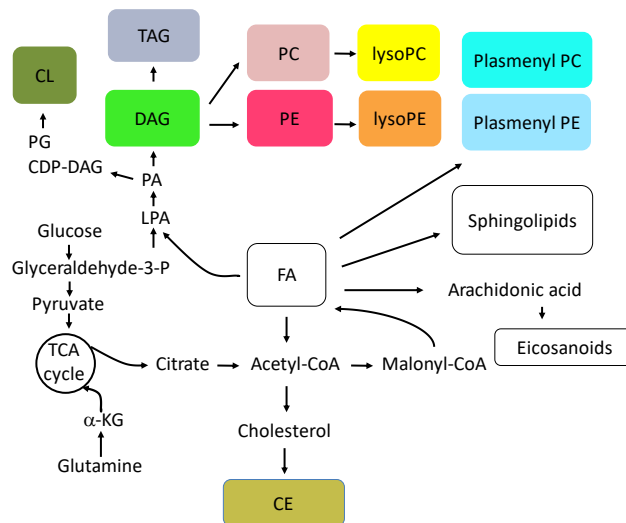 TAG
PC
lysoPC
Plasmenyl PC
CL
DAG
PE
lysoPE
Plasmenyl PE
PG
CDP-DAG
PA
LPA
Sphingolipids
Glucose
Glyceraldehyde-3-P
FA
Arachidonic acid
Pyruvate
TCA
cycle
Citrate
Acetyl-CoA
Malonyl-CoA
Eicosanoids
α-KG
Cholesterol
Glutamine
CE